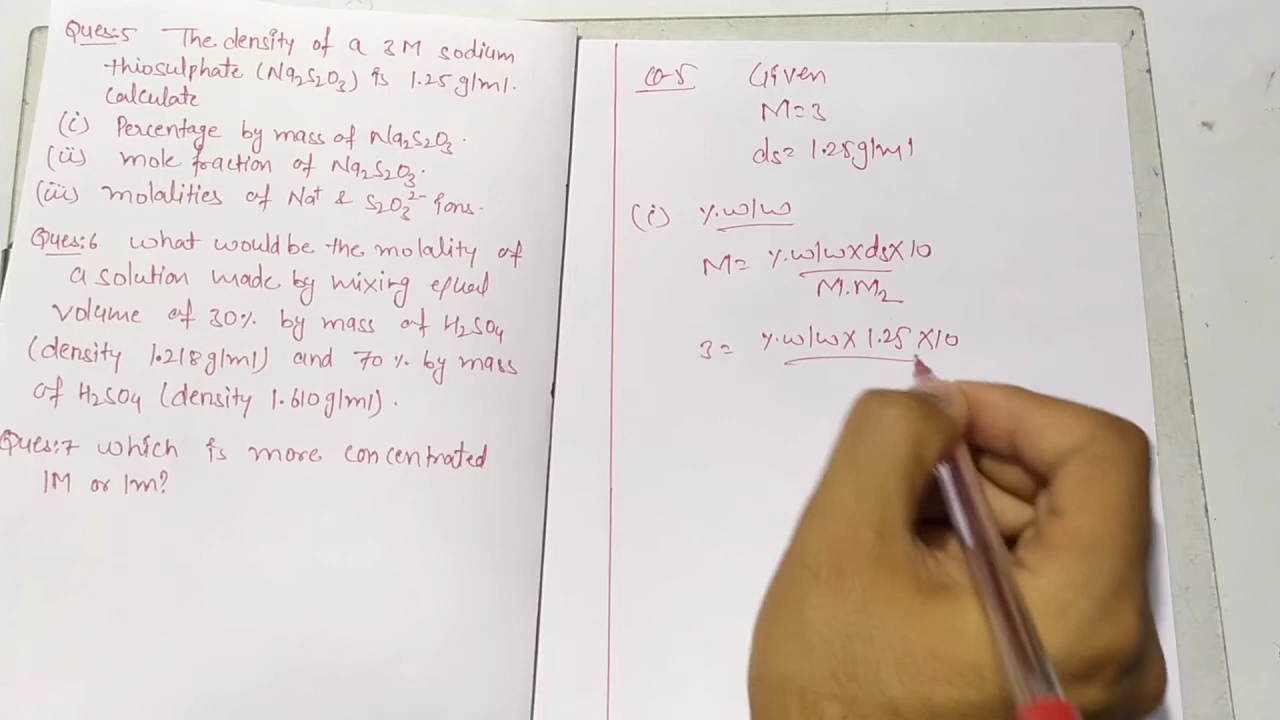 Ques:5 The density of a 3M sodium
thiosulphate (Na2S2O3) is 1.25 g/ml.
calculate
(i) Percentage by mass of Na2S2O3.
(ii) mole fraction of Na2S2O3.
(iii) molalities of Na+ & S2O3^2- ions.
Ques:6 what would be the molality of
a solution made by mixing equal
volume of 30% by mass of H2SO4
(density 1.218g/ml) and 70% by mass
of H2SO4 (density 1.610g/ml).
Ques:7 which is more concentrated
1M or 1m?
Q-5 Given
M=3
ds= 1.25g/ml
(i) %.w/w
M= %.w/w×ds×10
M.M2
3= %.w/w× 1.25 ×10